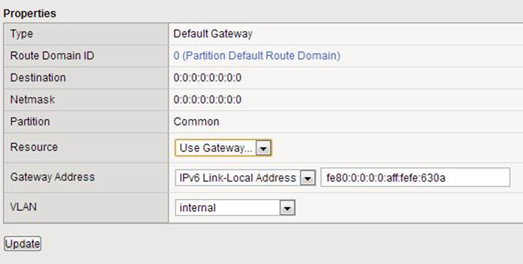 Properties
Type Default Gateway
Route Domain ID 0 (Partition Default Route Domain)
Destination 0:0:0:0:0:0:0:0
Netmask 0:0:0:0:0:0:0:0
Partition Common
Resource Use Gateway...
Gateway Address IPv6 Link-Local Address fe80:0:0:0:0:aff:fefe:630a
VLAN internal
Update